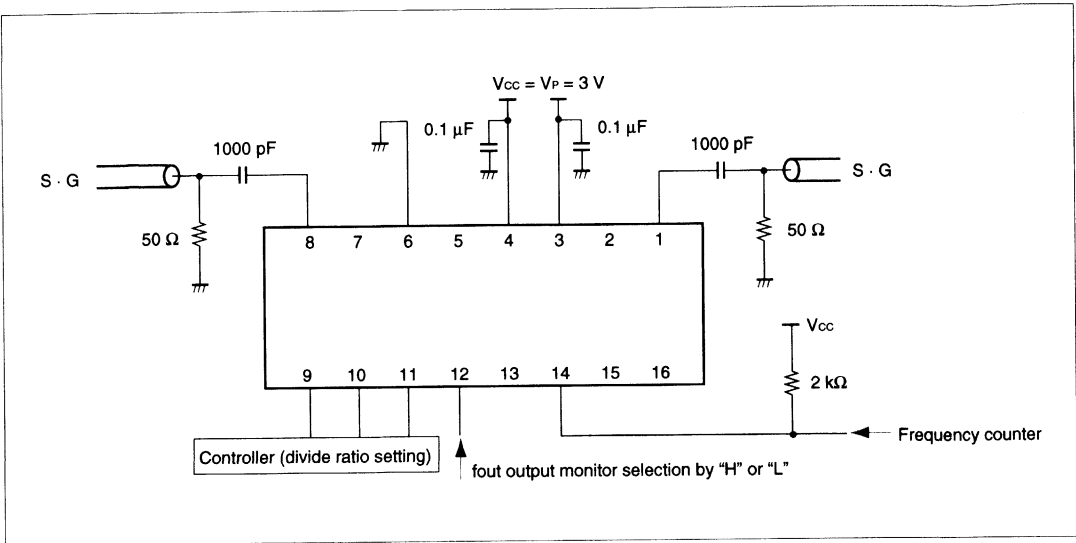 VCC = VP = 3 V
0.1 µF
0.1 µF
1000 pF
1000 pF
S · G
S · G
50 Ω
50 Ω
8 7 6 5 4 3 2 1
VCC
2 kΩ
9 10 11 12 13 14 15 16
Frequency counter
Controller (divide ratio setting)
fout output monitor selection by “H” or “L”